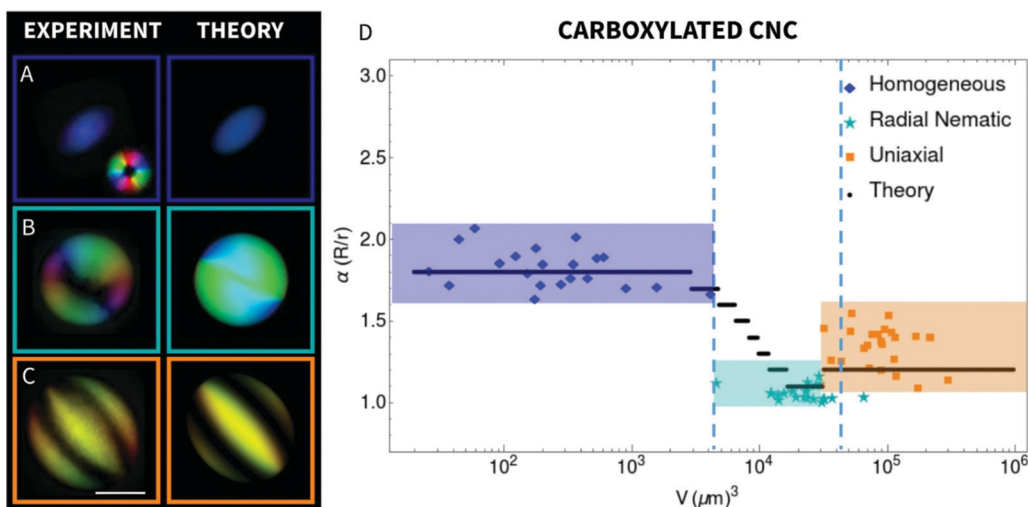 EXPERIMENT THEORY
A
B
C
D
CARBOXYLATED CNC
α (R/r)
3.0
2.5
2.0
1.5
1.0
Homogeneous
Radial Nematic
Uniaxial
Theory
10² 10³ 10⁴ 10⁵ 10⁶
V (μm)³